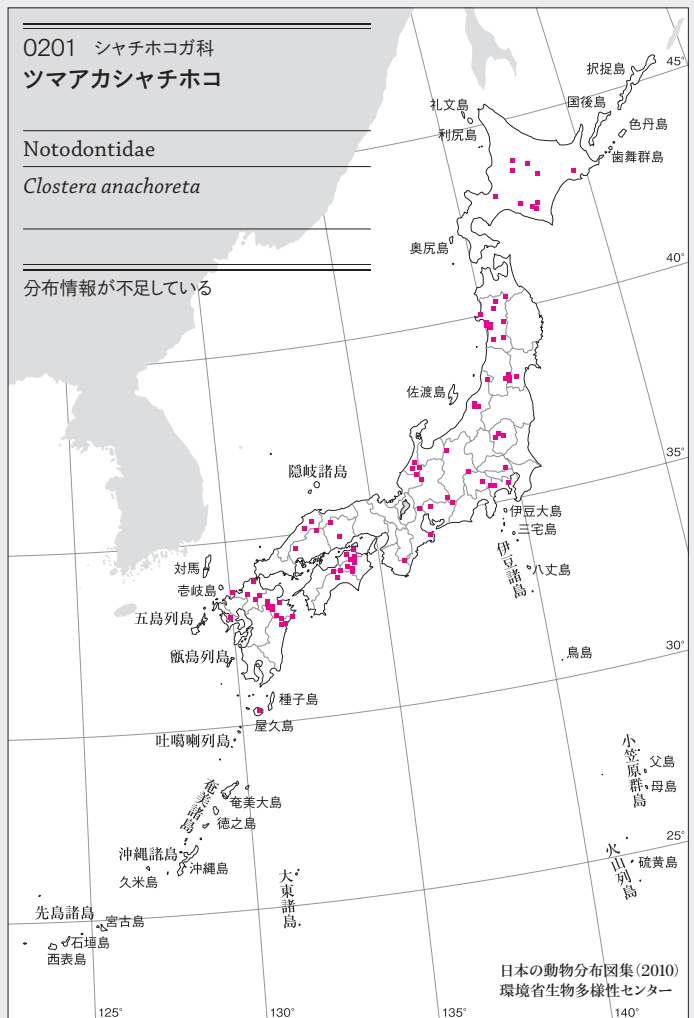 0201 シャチホコガ科
ツマアカシャチホコ
Notodontidae
Clostera anachoreta
分布情報が不足している
択捉島
45°
礼文島
国後島
利尻島
色丹島
歯舞群島
奥尻島
40°
佐渡島
35°
隠岐諸島
伊豆大島
三宅島
伊豆諸島
八丈島
対馬
壱岐島
五島列島
甑島列島
鳥島
30°
種子島
屋久島
吐噶喇列島
小笠原群島
父島
母島
奄美諸島
奄美大島
徳之島
25°
沖縄諸島
沖縄島
久米島
大東諸島
火山列島
硫黄島
先島諸島
宮古島
石垣島
西表島
日本の動物分布図集(2010)
環境省生物多様性センター
125°
130°
135°
140°